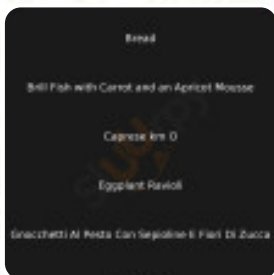 Bread
Brill Fish with Carrot and an Apricot Mousse
Caprese km 0
Eggplant Ravioli
Gnocchetti Al Pesto Con Seppioline E Fiori Di Zucca